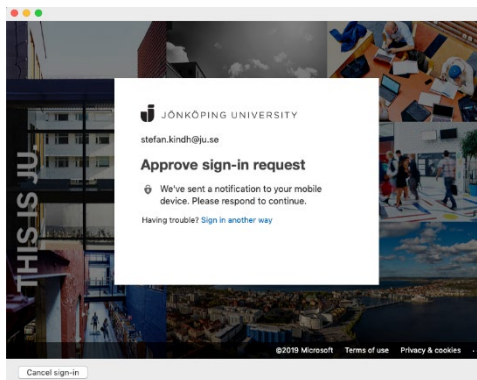 THIS IS JU
JÖNKÖPING UNIVERSITY
stefan.kindh@ju.se
Approve sign-in request
We've sent a notification to your mobile
device. Please respond to continue.
Having trouble? Sign in another way
©2019 Microsoft Terms of use Privacy & cookies
Cancel sign-in